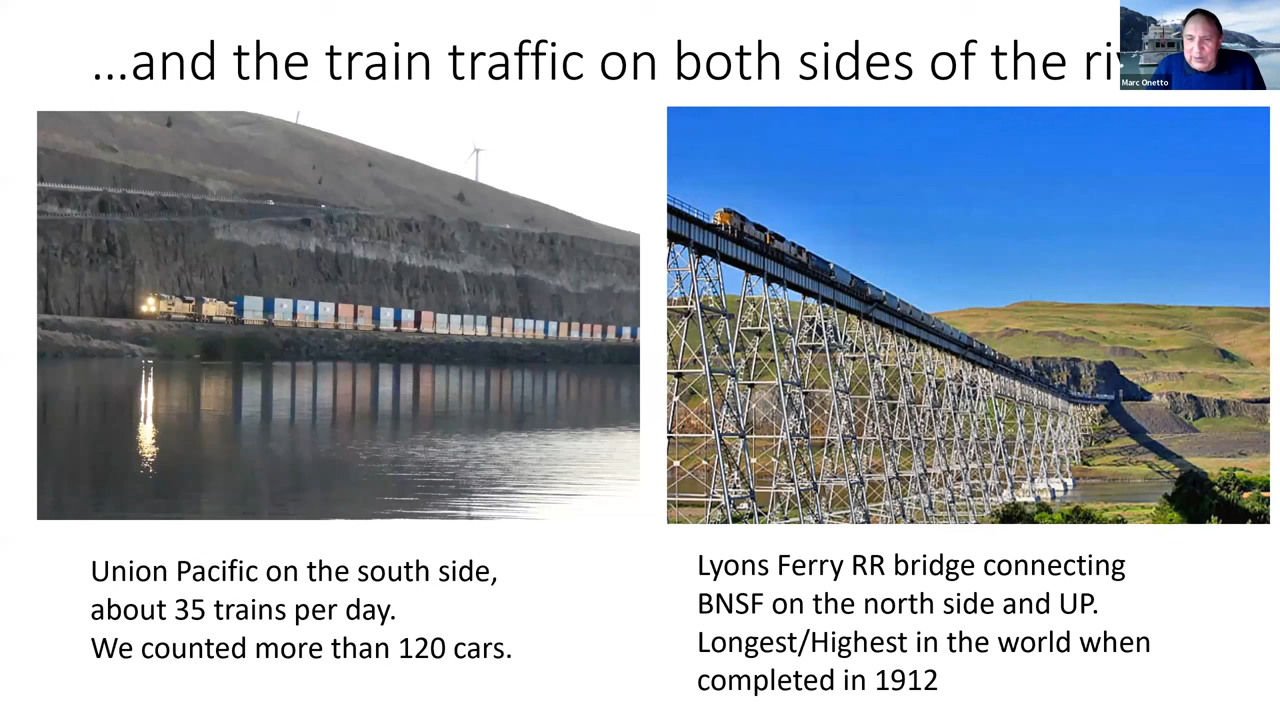 ...and the train traffic on both sides of the
Marc Onetto
Union Pacific on the south side,
about 35 trains per day.
We counted more than 120 cars.
Lyons Ferry RR bridge connecting
BNSF on the north side and UP.
Longest/Highest in the world when
completed in 1912